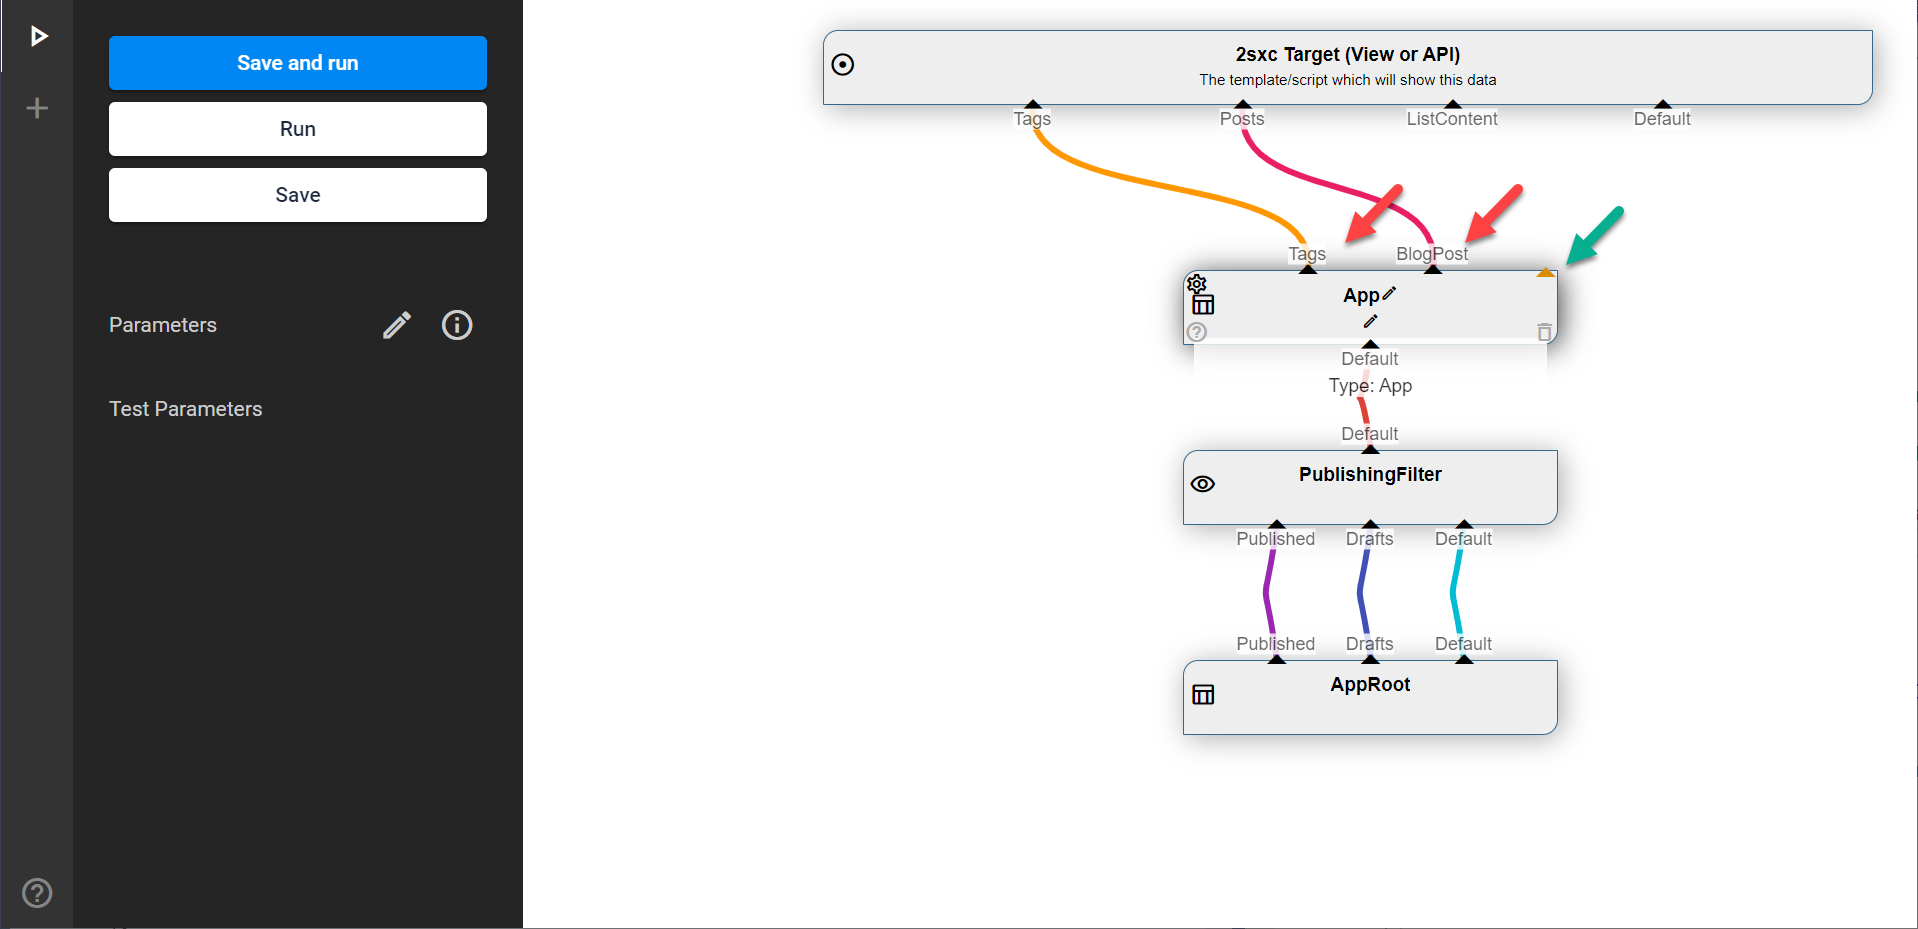 Save and run
Run
Save
Parameters
Test Parameters
2sxc Target (View or API)
The template/script which will show this data
Tags Posts ListContent Default
Tags BlogPost
App
Default
Type: App
Default
PublishingFilter
Published Drafts Default
Published Drafts Default
AppRoot